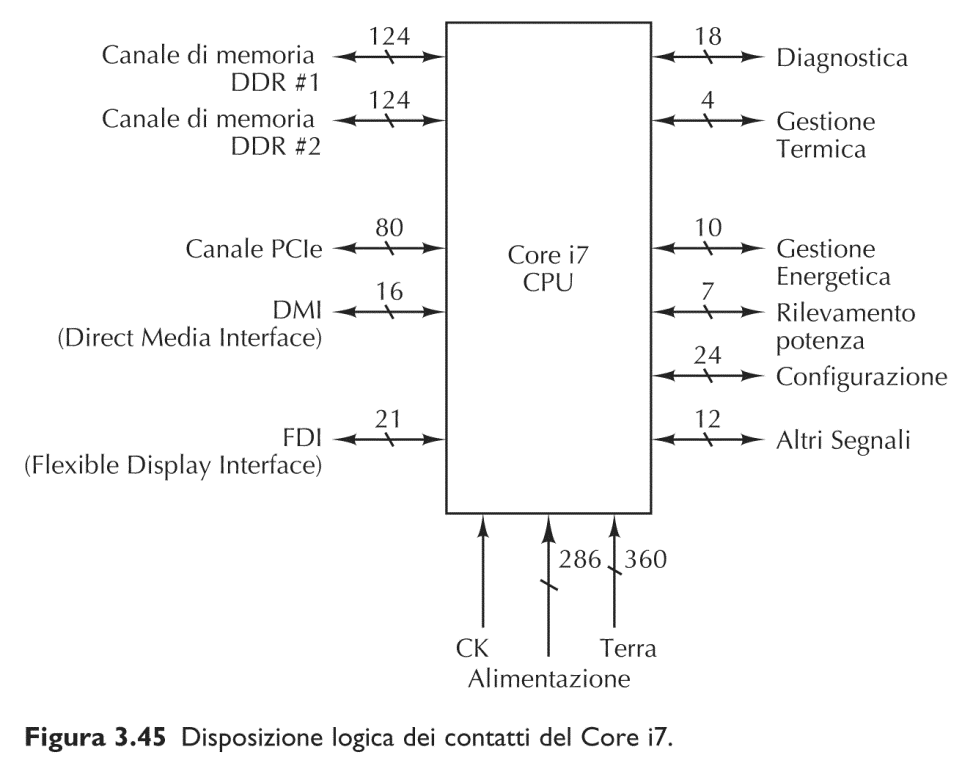 Canale di memoria
DDR #1
124
Canale di memoria
DDR #2
124
Canale PCIe
80
DMI
(Direct Media Interface)
16
FDI
(Flexible Display Interface)
21
Core i7
CPU
18
Diagnostica
4
Gestione
Termica
10
Gestione
Energetica
7
Rilevamento
potenza
24
Configurazione
12
Altri Segnali
286
360
CK
Terra
Alimentazione
Figura 3.45 Disposizione logica dei contatti del Core i7.